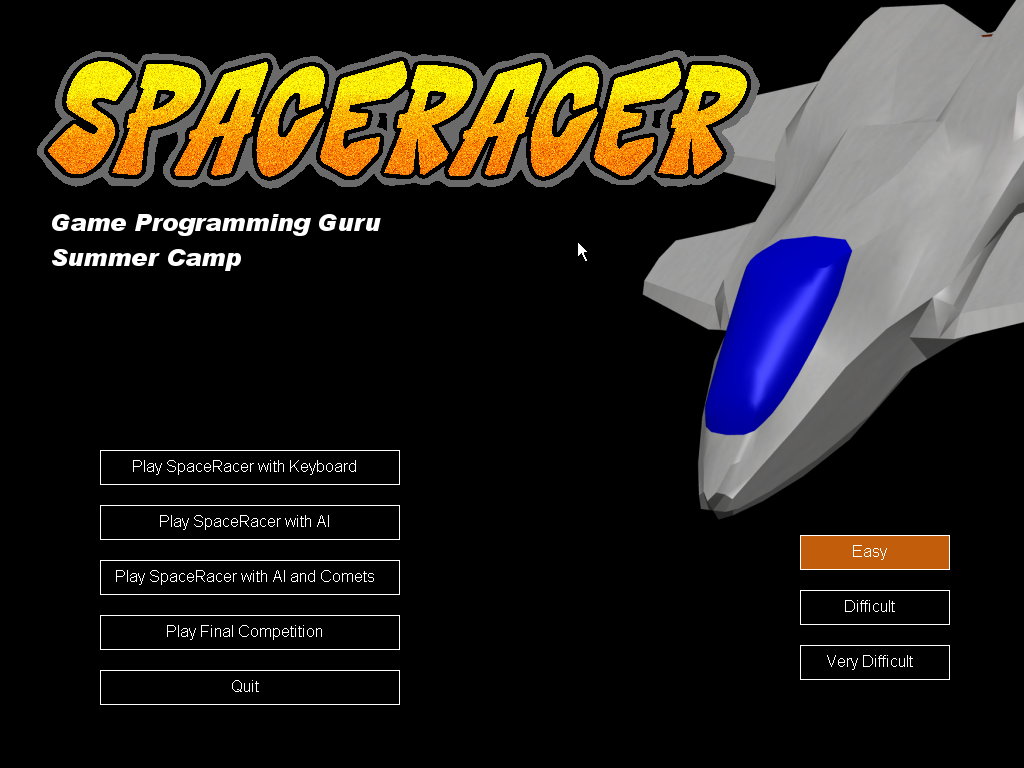 SPACERACER
Game Programming Guru
Summer Camp
Play SpaceRacer with Keyboard
Play SpaceRacer with AI
Play SpaceRacer with AI and Comets
Play Final Competition
Quit
Easy
Difficult
Very Difficult